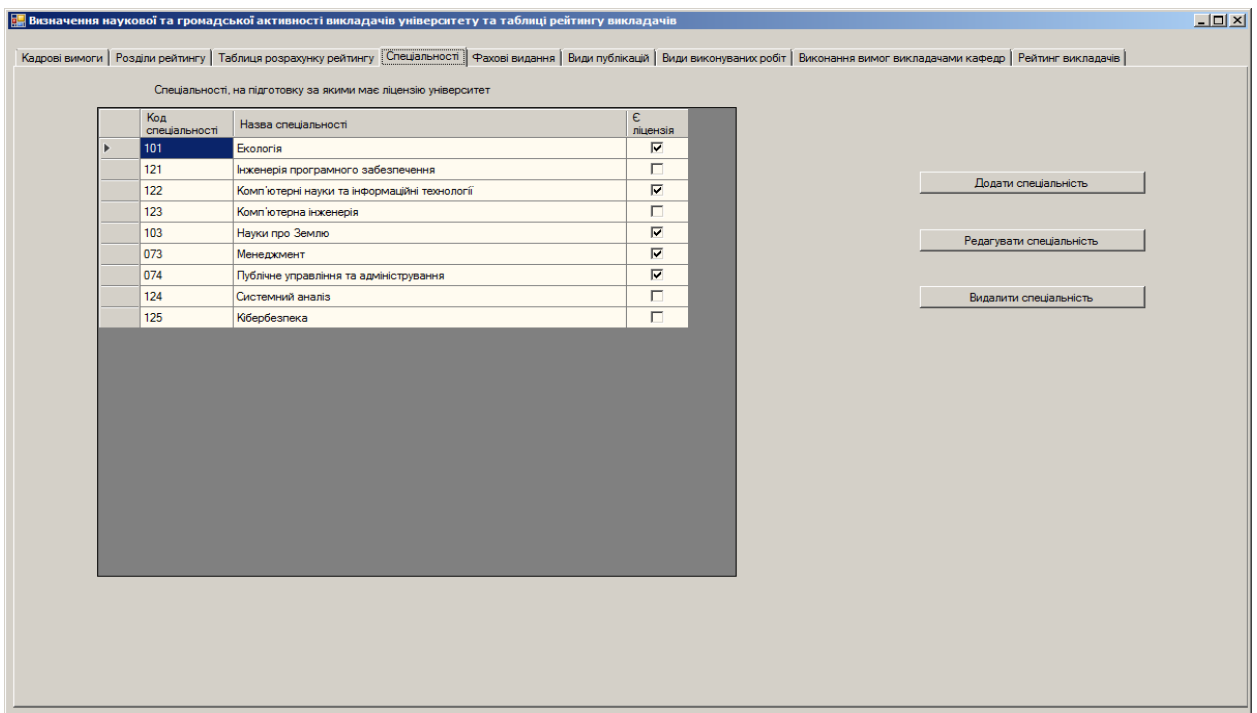 Визначення наукової та громадської активності викладачів університету та таблиці рейтингу викладачів
Кадрові вимоги Розділи рейтингу Таблиця розрахунку рейтингу Спеціальності Фахові видання Види публікацій Види виконуваних робіт Виконання вимог викладачами кафедр Рейтинг викладачів
Спеціальності, на підготовку за якими має ліцензію університет
Код спеціальності Назва спеціальності Є ліцензія
101 Екологія
121 Інженерія програмного забезпечення
122 Комп'ютерні науки та інформаційні технології
123 Комп'ютерна інженерія
103 Науки про Землю
073 Менеджмент
074 Публічне управління та адміністрування
124 Системний аналіз
125 Кібербезпека
Додати спеціальність
Редагувати спеціальність
Видалити спеціальність